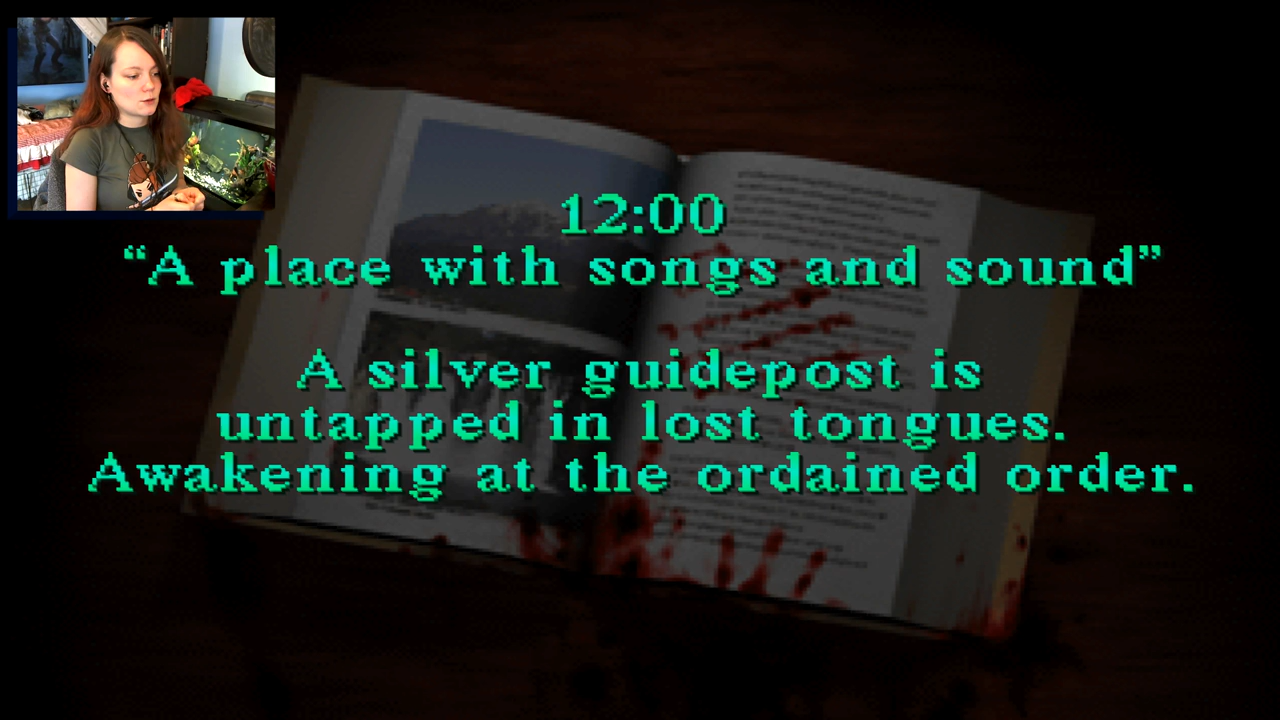 12:00
“A place with songs and sound”
A silver guidepost is
untapped in lost tongues.
Awakening at the ordained order.